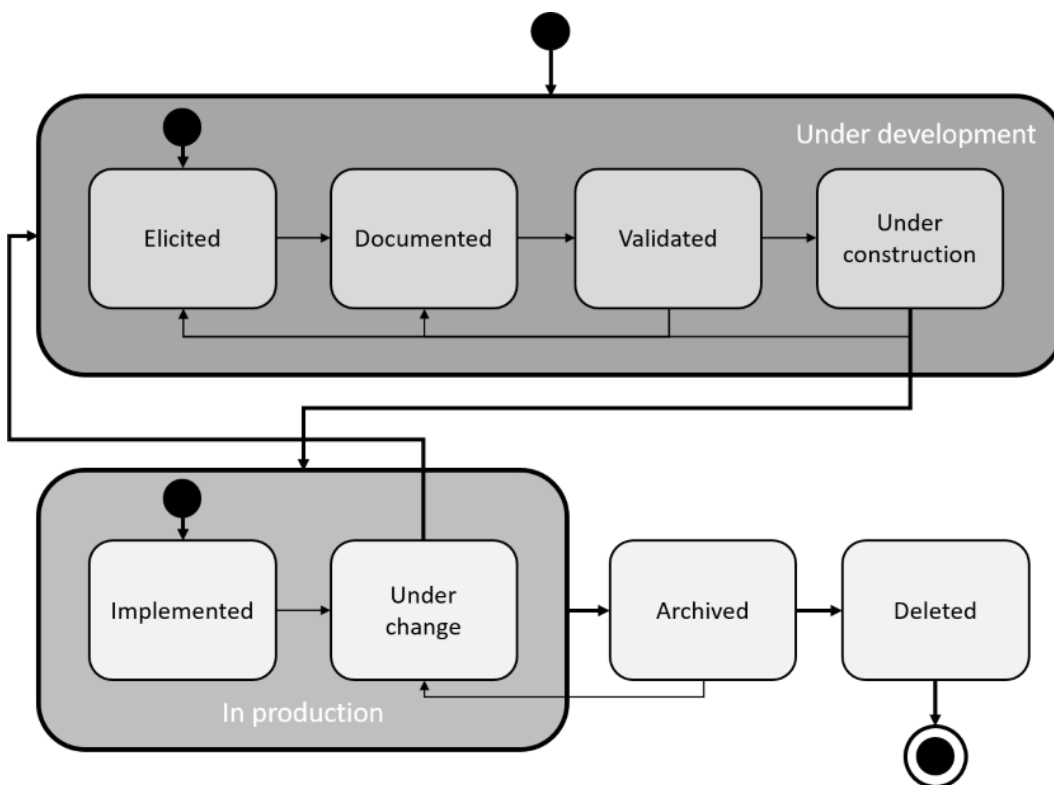 Under development
Elicited
Documented
Validated
Under
construction
Implemented
Under
change
Archived
Deleted
In production